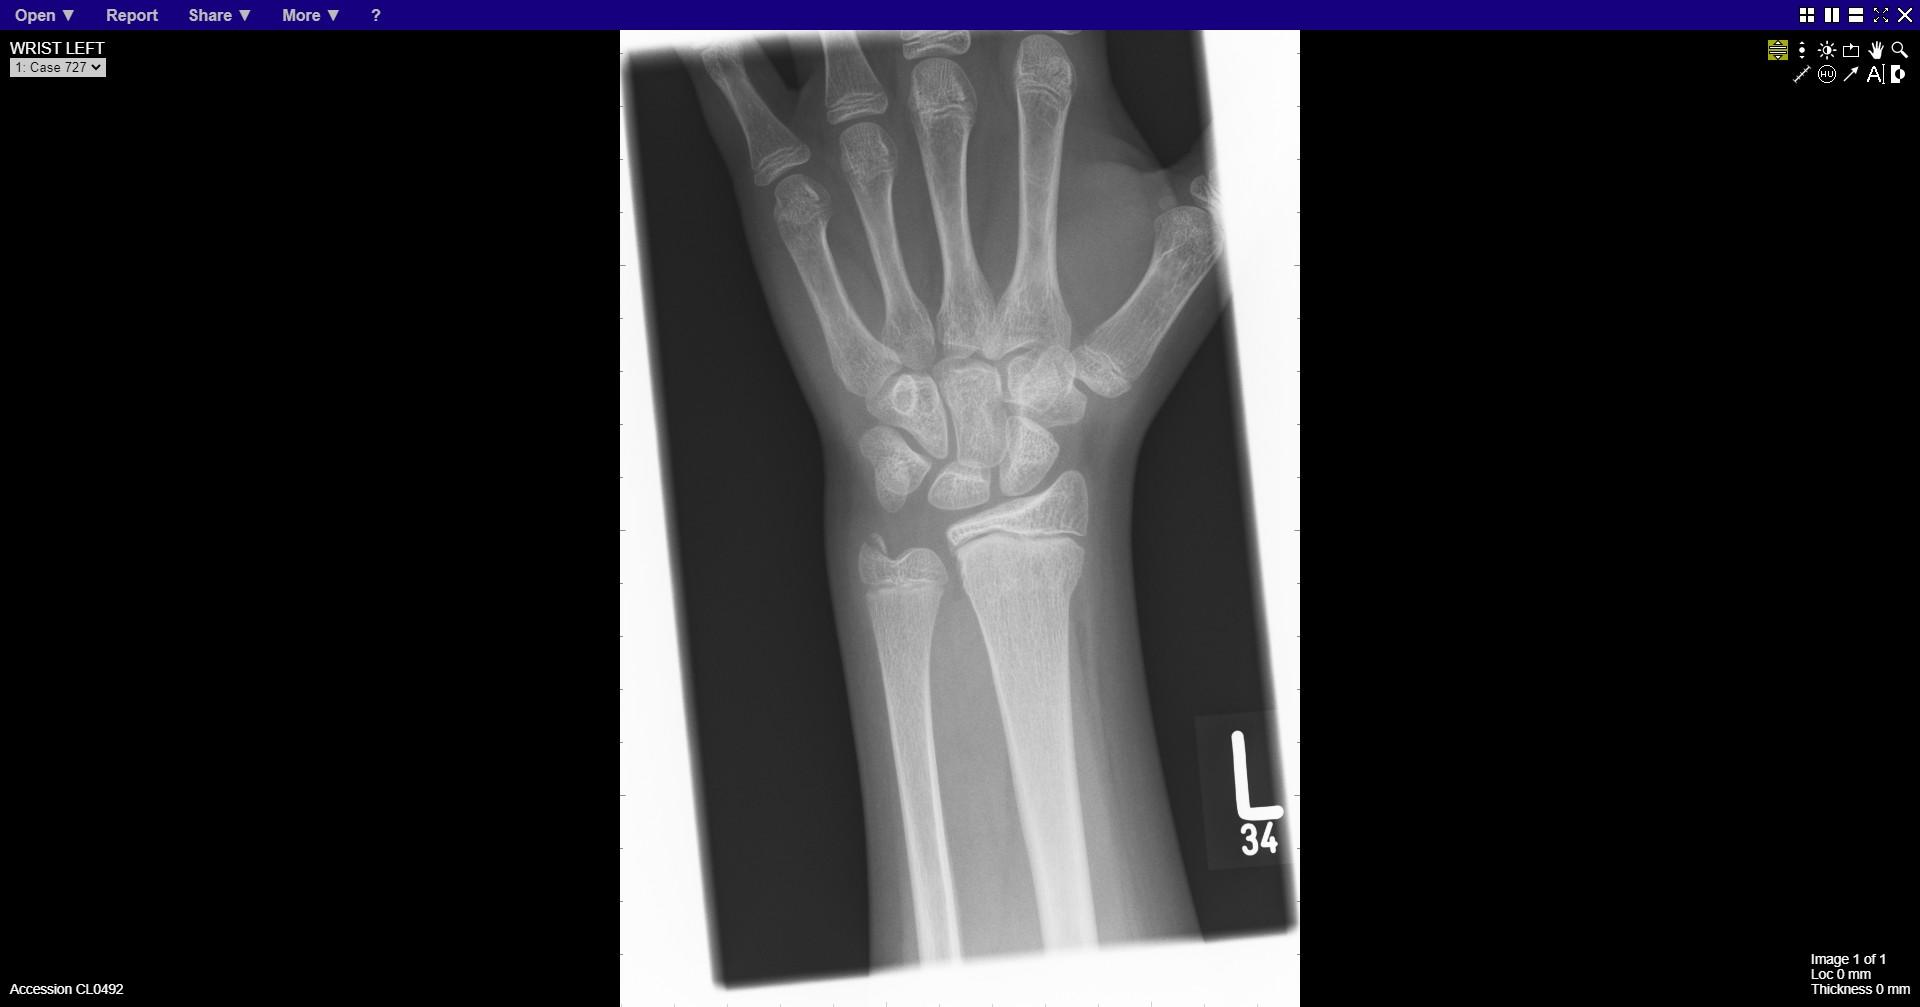 Open ▼ Report Share ▼ More ▼ ?
WRIST LEFT
1: Case 727
HU
A
L
34
Image 1 of 1
Loc 0 mm
Thickness 0 mm
Accession CL0492